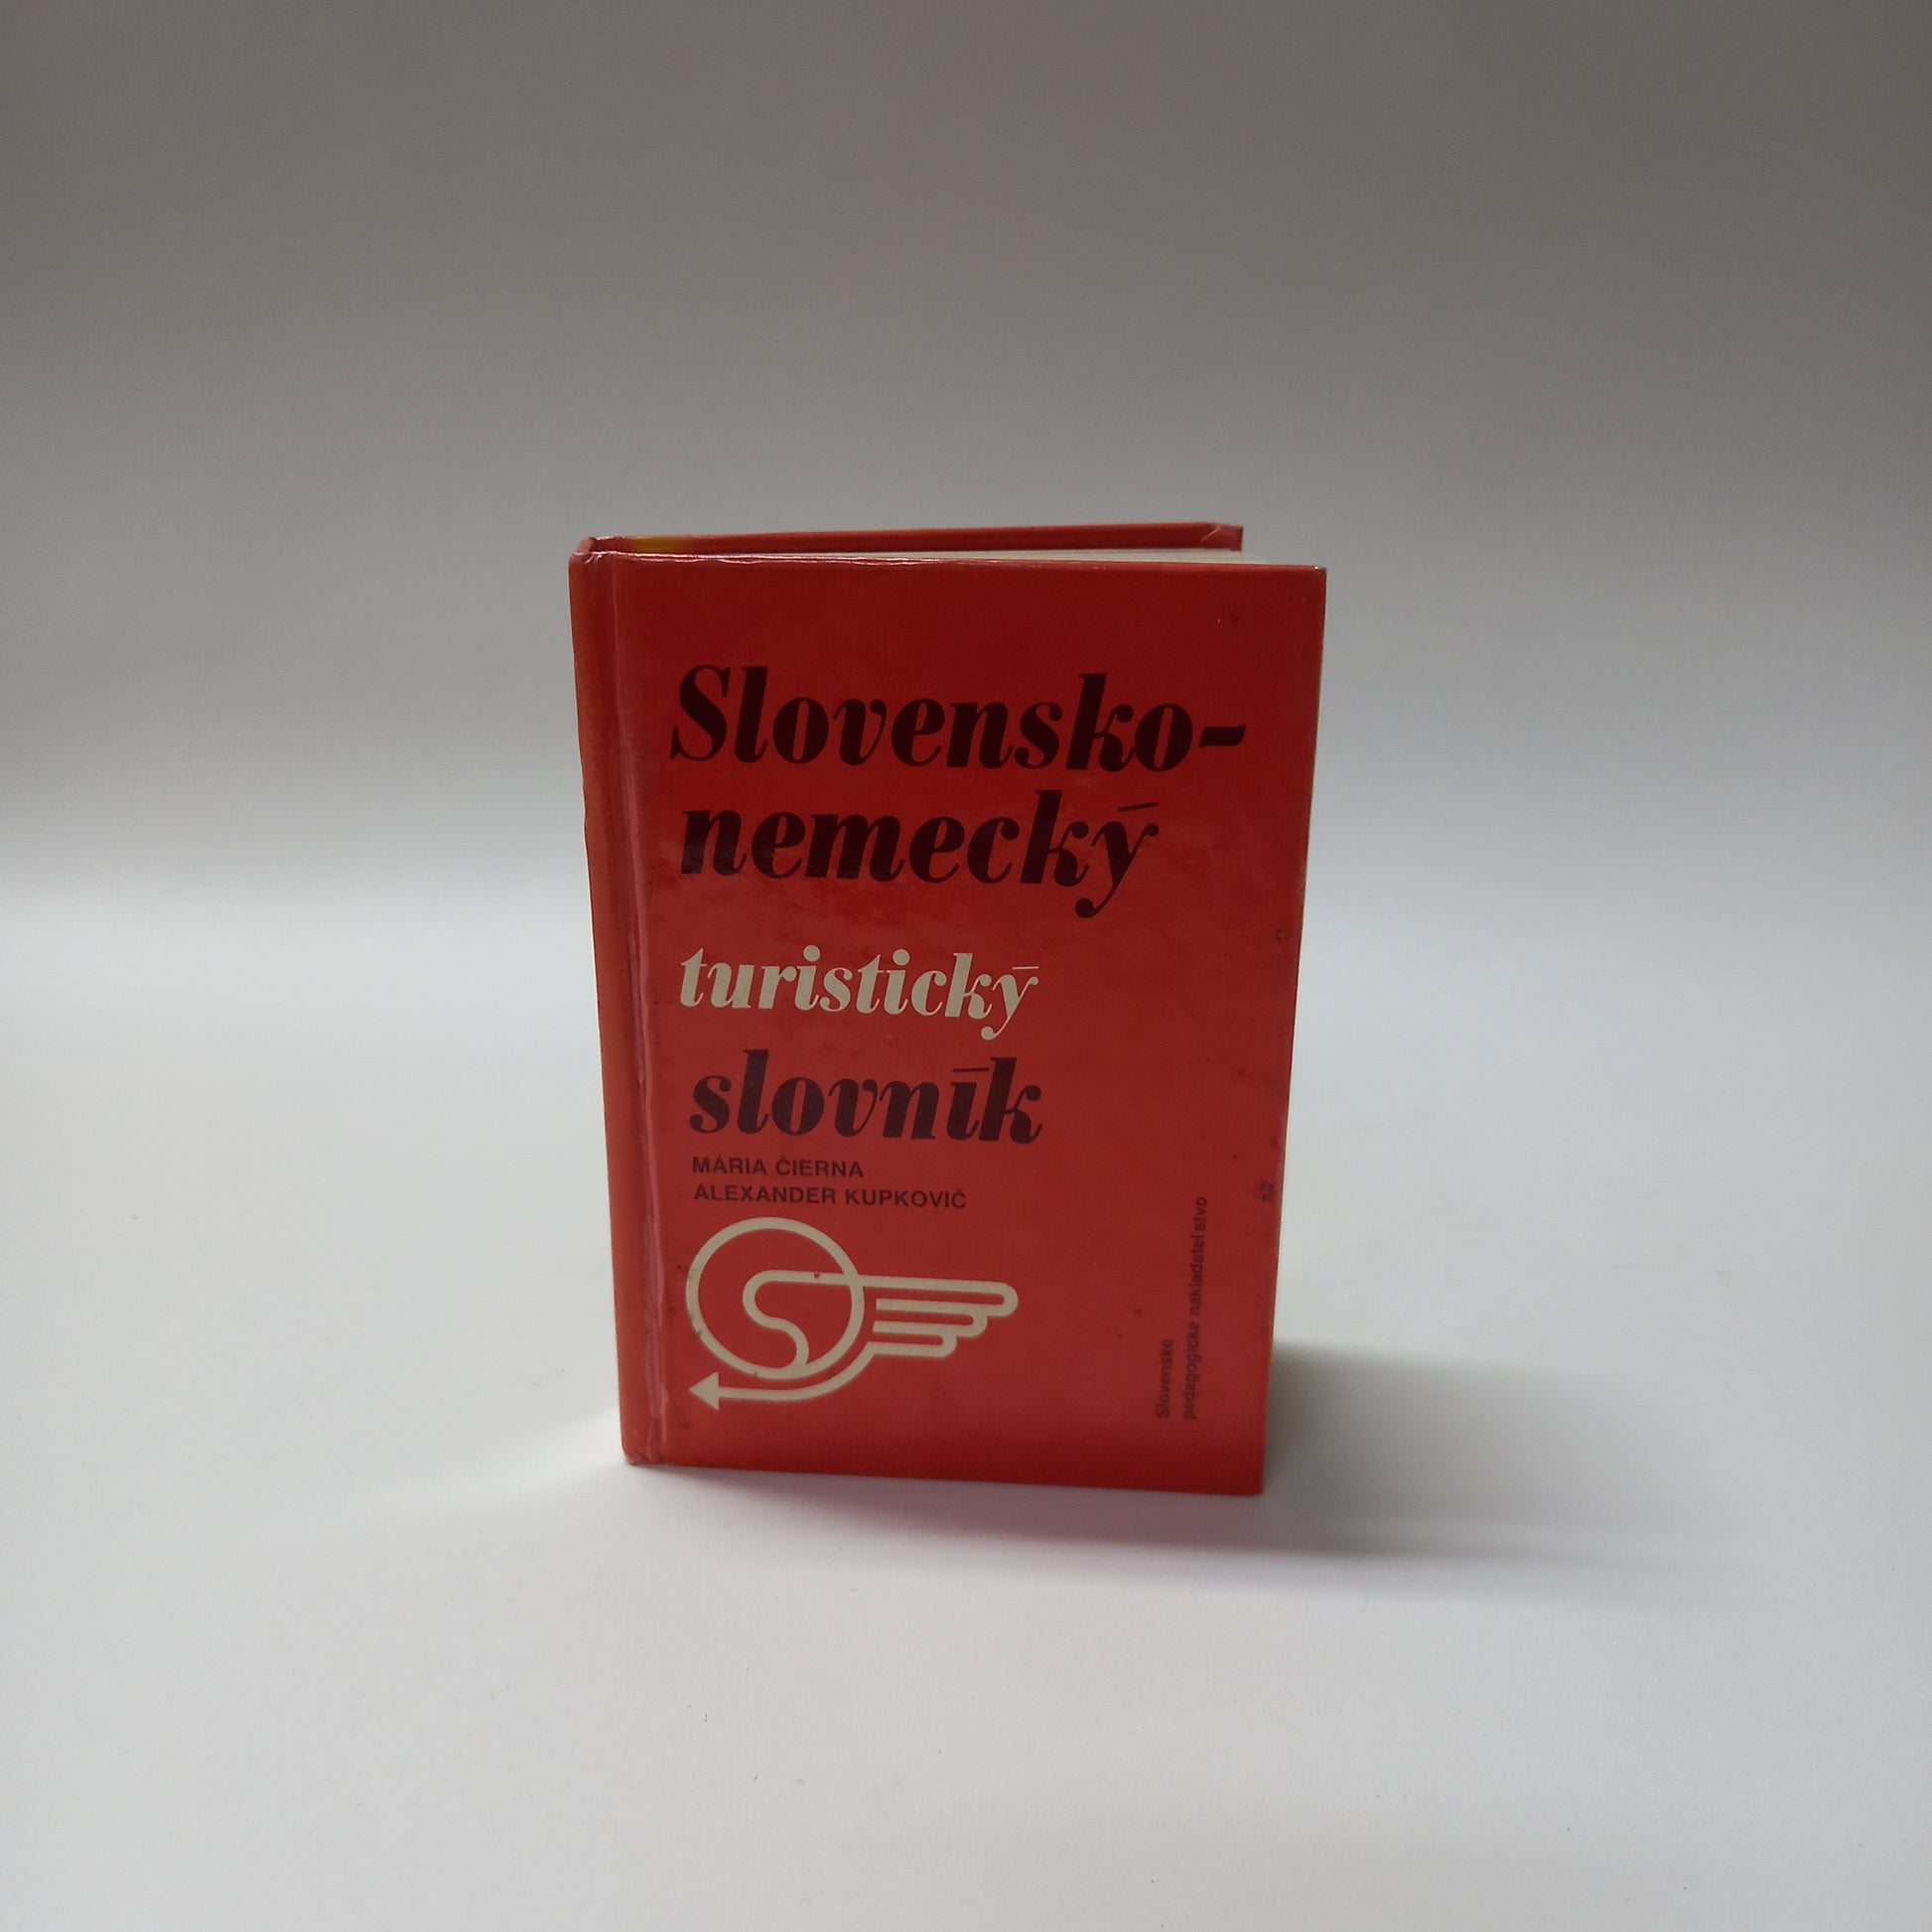 Slovensko-
nemecký
turistický
slovník
MÁRIA ČIERNA
ALEXANDER KUPKOVIČ
Slovenské
pedagogické nakladateľstvo